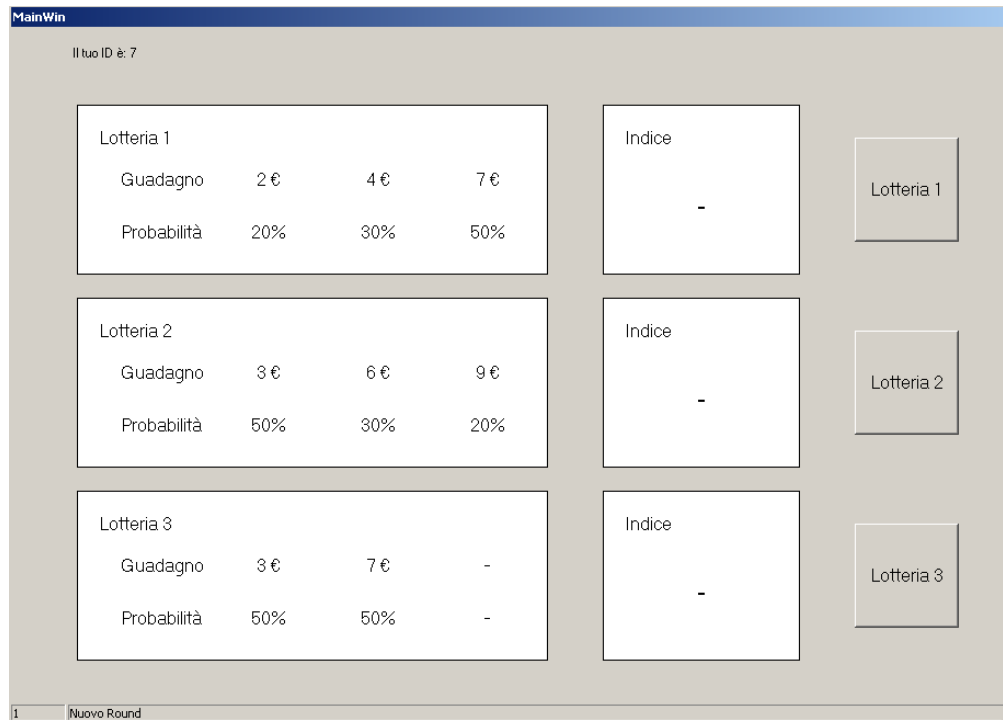 MainWin
Il tuo ID è: 7
Lotteria 1
Guadagno 2 € 4 € 7 €
Probabilità 20% 30% 50%
Indice
-
Lotteria 1
Lotteria 2
Guadagno 3 € 6 € 9 €
Probabilità 50% 30% 20%
Indice
-
Lotteria 2
Lotteria 3
Guadagno 3 € 7 € -
Probabilità 50% 50% -
Indice
-
Lotteria 3
1 Nuovo Round